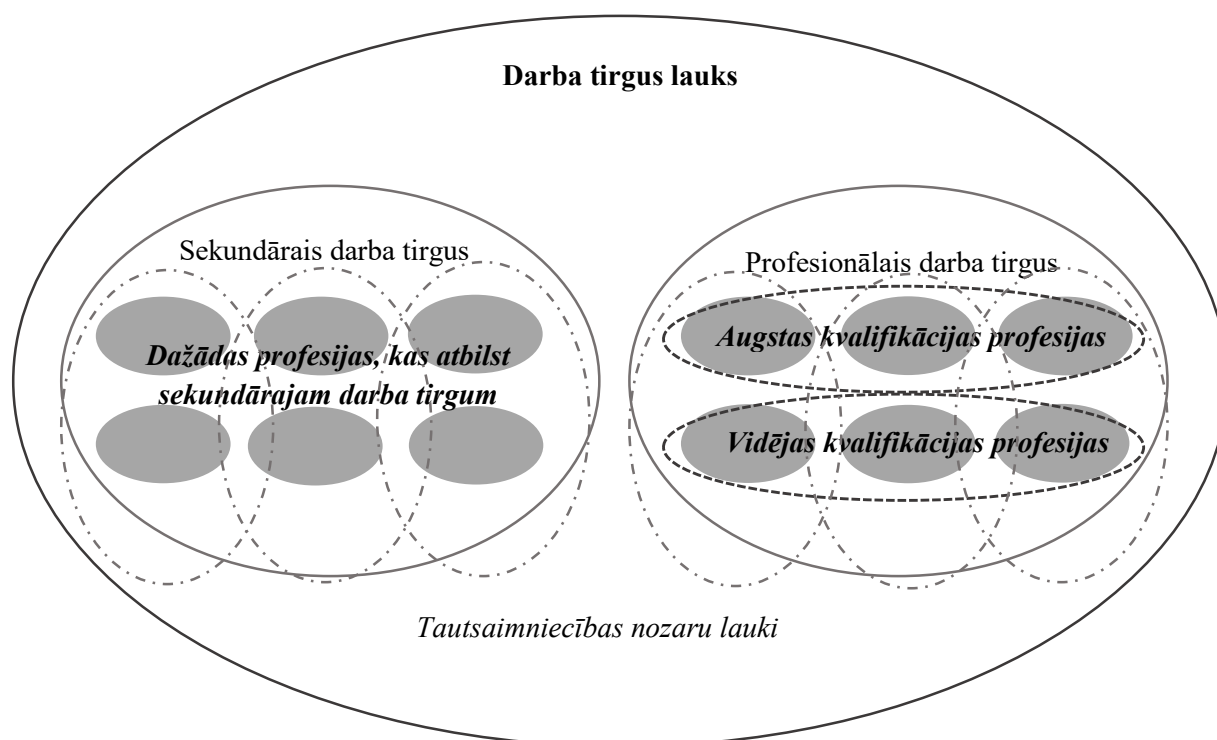 Darba tirgus lauks
Sekundārais darba tirgus
Dažādas profesijas, kas atbilst
sekundārajam darba tirgum
Profesionālais darba tirgus
Augstas kvalifikācijas profesijas
Vidējas kvalifikācijas profesijas
Tautsaimniecības nozaru lauki